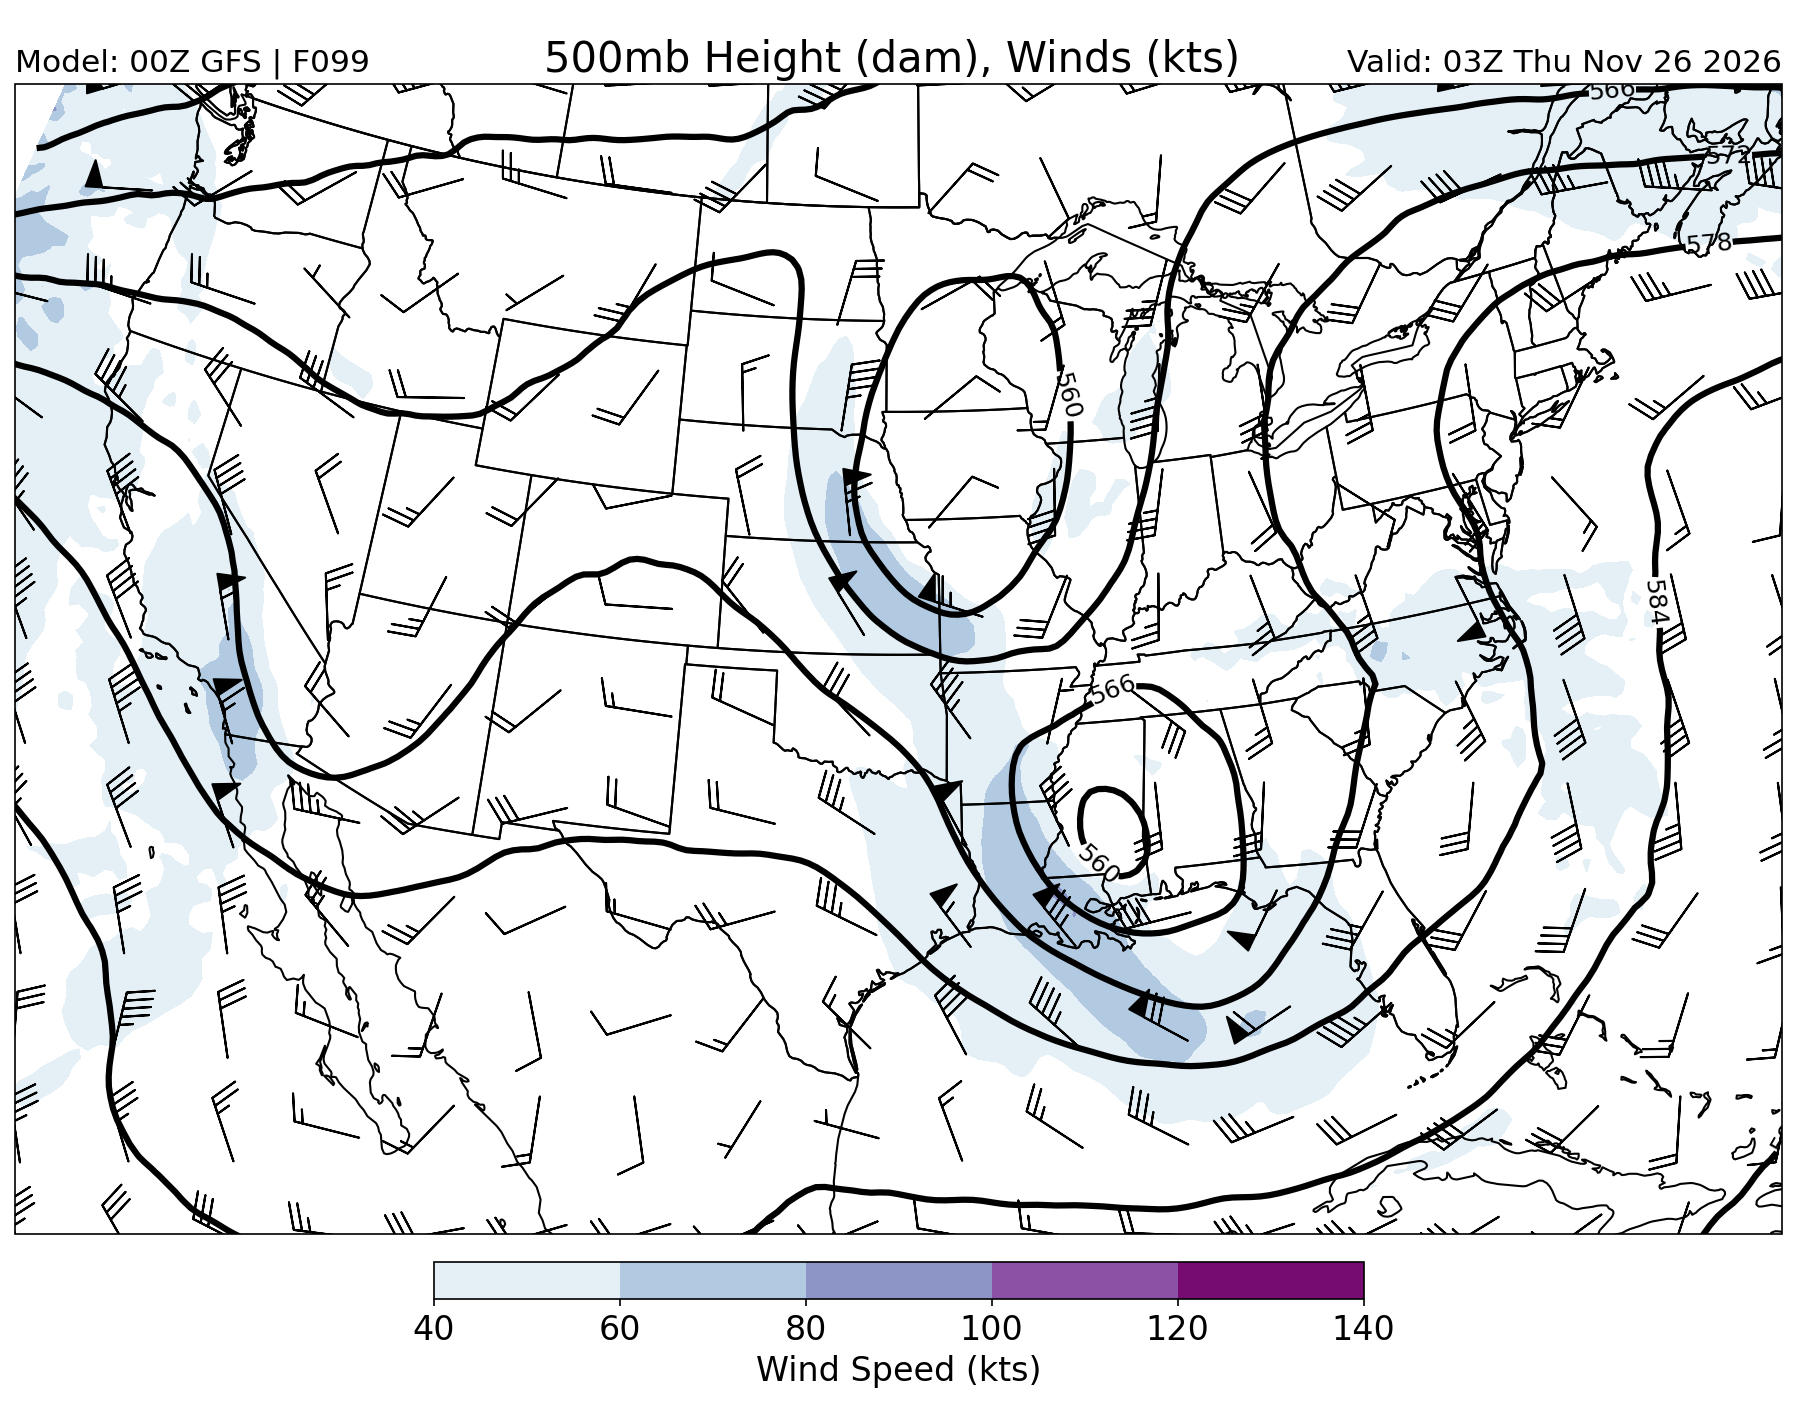 Model: 00Z GFS | F099
500mb Height (dam), Winds (kts)
Valid: 03Z Thu Nov 26 2026
566
572
578
560
584
566
560
40 60 80 100 120 140
Wind Speed (kts)